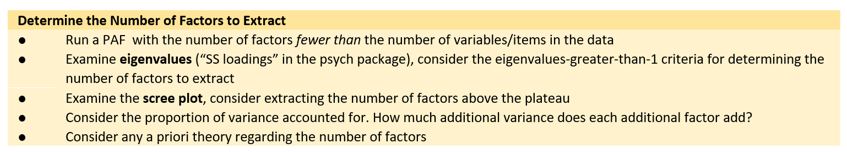 Determine the Number of Factors to Extract
● Run a PAF with the number of factors fewer than the number of variables/items in the data
● Examine eigenvalues (“SS loadings” in the psych package), consider the eigenvalues-greater-than-1 criteria for determining the
number of factors to extract
● Examine the scree plot, consider extracting the number of factors above the plateau
● Consider the proportion of variance accounted for. How much additional variance does each additional factor add?
● Consider any a priori theory regarding the number of factors